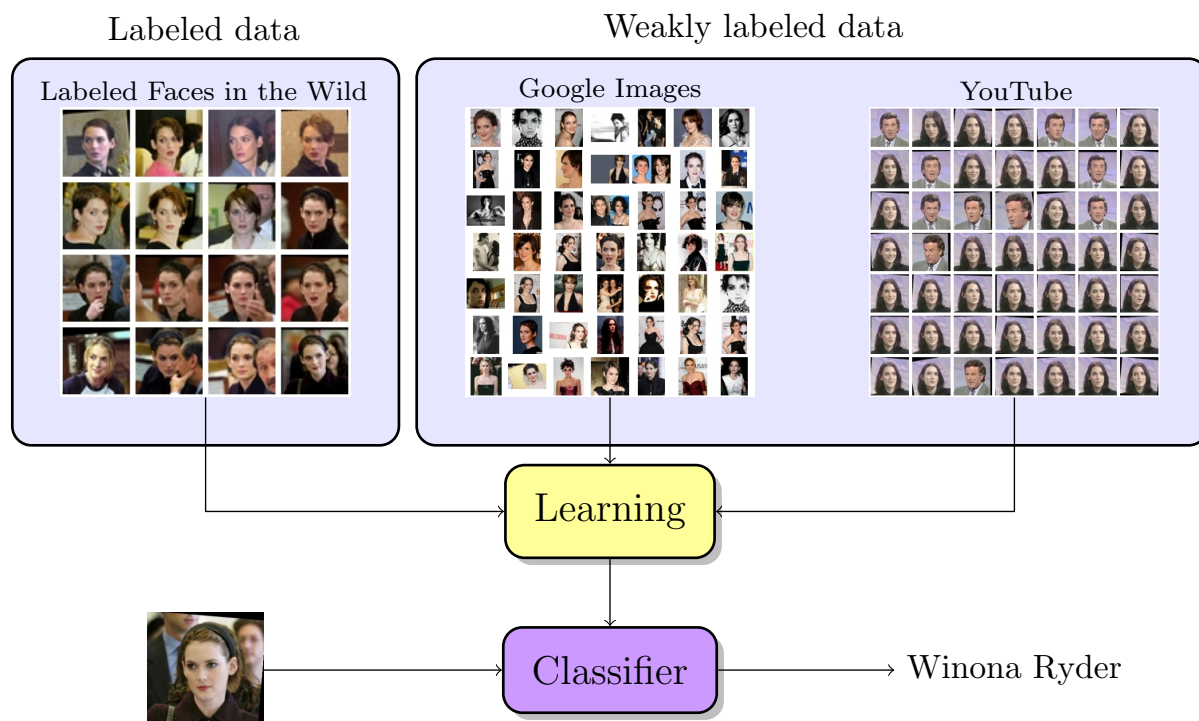 Labeled data
Weakly labeled data
Labeled Faces in the Wild
Google Images
YouTube
Learning
Classifier
Winona Ryder